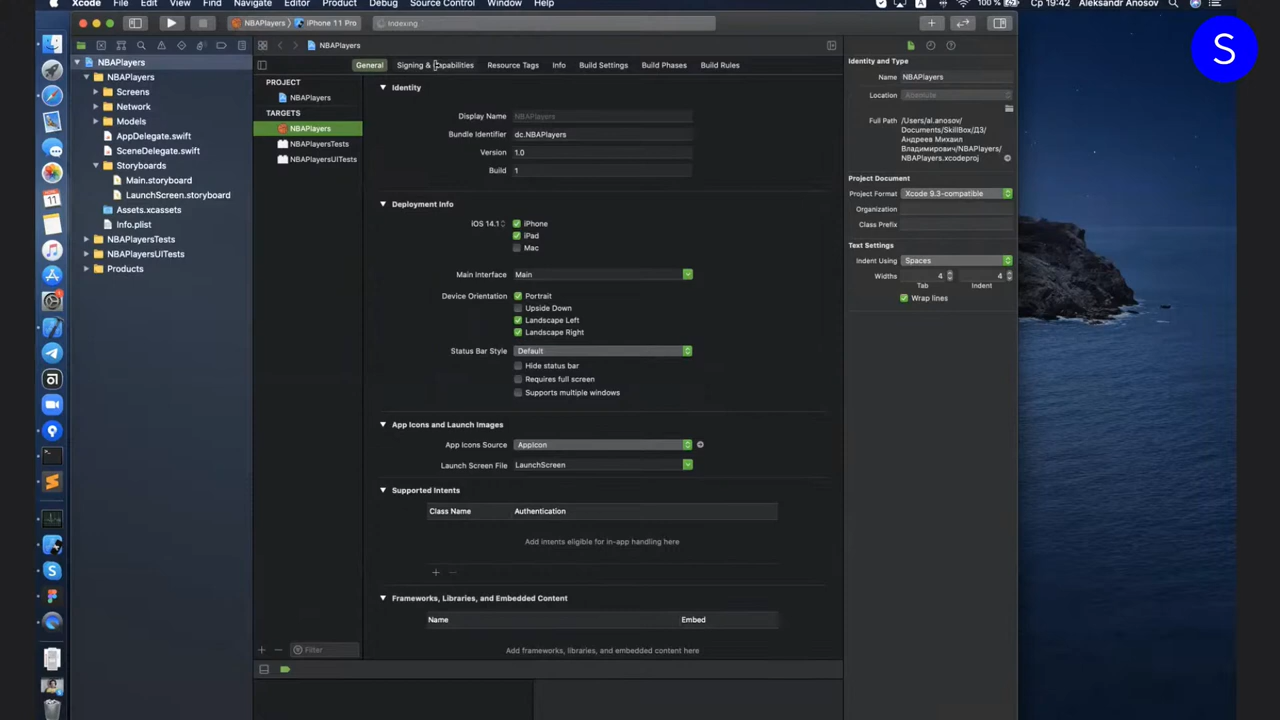 Xcode File Edit View Find Navigate Editor Product Debug Source Control Window Help 100 % Ср 19:42 Aleksandr Anosov
NBAPlayers iPhone 11 Pro Indexing
NBAPlayers
General Signing & Capabilities Resource Tags Info Build Settings Build Phases Build Rules
NBAPlayers
NBAPlayers
Screens
Network
Models
AppDelegate.swift
SceneDelegate.swift
Storyboards
Main.storyboard
LaunchScreen.storyboard
Assets.xcassets
Info.plist
NBAPlayersTests
NBAPlayersUITests
Products
PROJECT
NBAPlayers
TARGETS
NBAPlayers
NBAPlayersTests
NBAPlayersUITests
Filter
Identity
Display Name NBAPlayers
Bundle Identifier dc.NBAPlayers
Version 1.0
Build 1
Deployment Info
iOS 14.1 iPhone
iPad
Mac
Main Interface Main
Device Orientation Portrait
Upside Down
Landscape Left
Landscape Right
Status Bar Style Default
Hide status bar
Requires full screen
Supports multiple windows
App Icons and Launch Images
App Icons Source AppIcon
Launch Screen File LaunchScreen
Supported Intents
Class Name Authentication
Add intents eligible for in-app handling here
Frameworks, Libraries, and Embedded Content
Name Embed
Add frameworks, libraries, and embedded content here
Identity and Type
Name NBAPlayers
Location Absolute
Full Path /Users/al.anosov/
Documents/SkillBox/ДЗ/
Андреев Михаил
Владимирович/NBAPlayers/
NBAPlayers.xcodeproj
Project Document
Project Format Xcode 9.3-compatible
Organization
Class Prefix
Text Settings
Indent Using Spaces
Widths 4 4
Tab Indent
Wrap lines
S